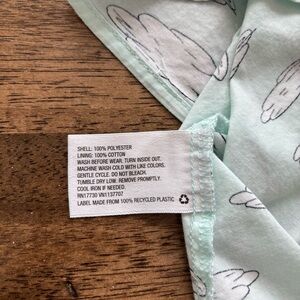 SHELL: 100% POLYESTER
LINING: 100% COTTON
WASH BEFORE WEAR. TURN INSIDE OUT.
MACHINE WASH COLD WITH LIKE COLORS.
GENTLE CYCLE. DO NOT BLEACH.
TUMBLE DRY LOW. REMOVE PROMPTLY.
COOL IRON IF NEEDED.
RN17730 VN1137707
LABEL MADE FROM 100% RECYCLED PLASTIC